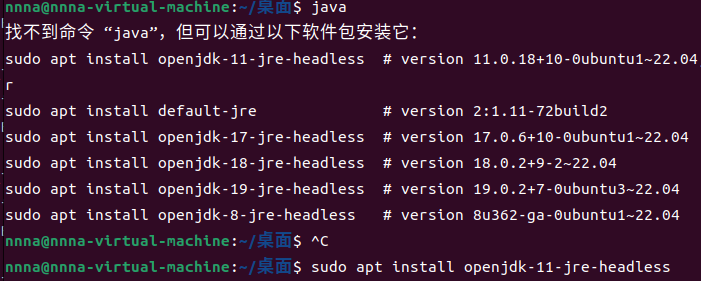 nnna@nnna-virtual-machine:~/桌面$ java
找不到命令 “java”，但可以通过以下软件包安装它：
sudo apt install openjdk-11-jre-headless  # version 11.0.18+10-0ubuntu1~22.04
r
sudo apt install default-jre              # version 2:1.11-72build2
sudo apt install openjdk-17-jre-headless  # version 17.0.6+10-0ubuntu1~22.04
sudo apt install openjdk-18-jre-headless  # version 18.0.2+9-2~22.04
sudo apt install openjdk-19-jre-headless  # version 19.0.2+7-0ubuntu3~22.04
sudo apt install openjdk-8-jre-headless   # version 8u362-ga-0ubuntu1~22.04
nnna@nnna-virtual-machine:~/桌面$ ^C
nnna@nnna-virtual-machine:~/桌面$ sudo apt install openjdk-11-jre-headless